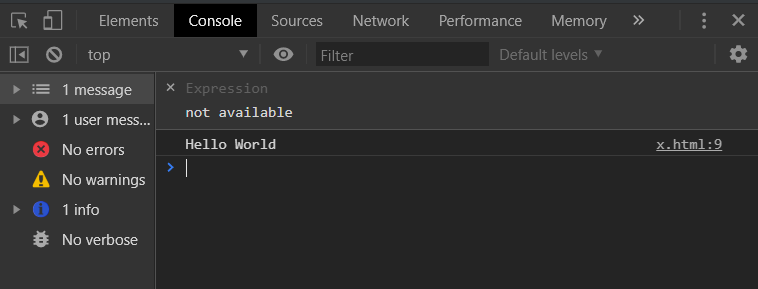 Elements Console Sources Network Performance Memory »
top Filter Default levels
1 message
1 user mess...
No errors
No warnings
1 info
No verbose
Expression
not available
Hello World x.html:9